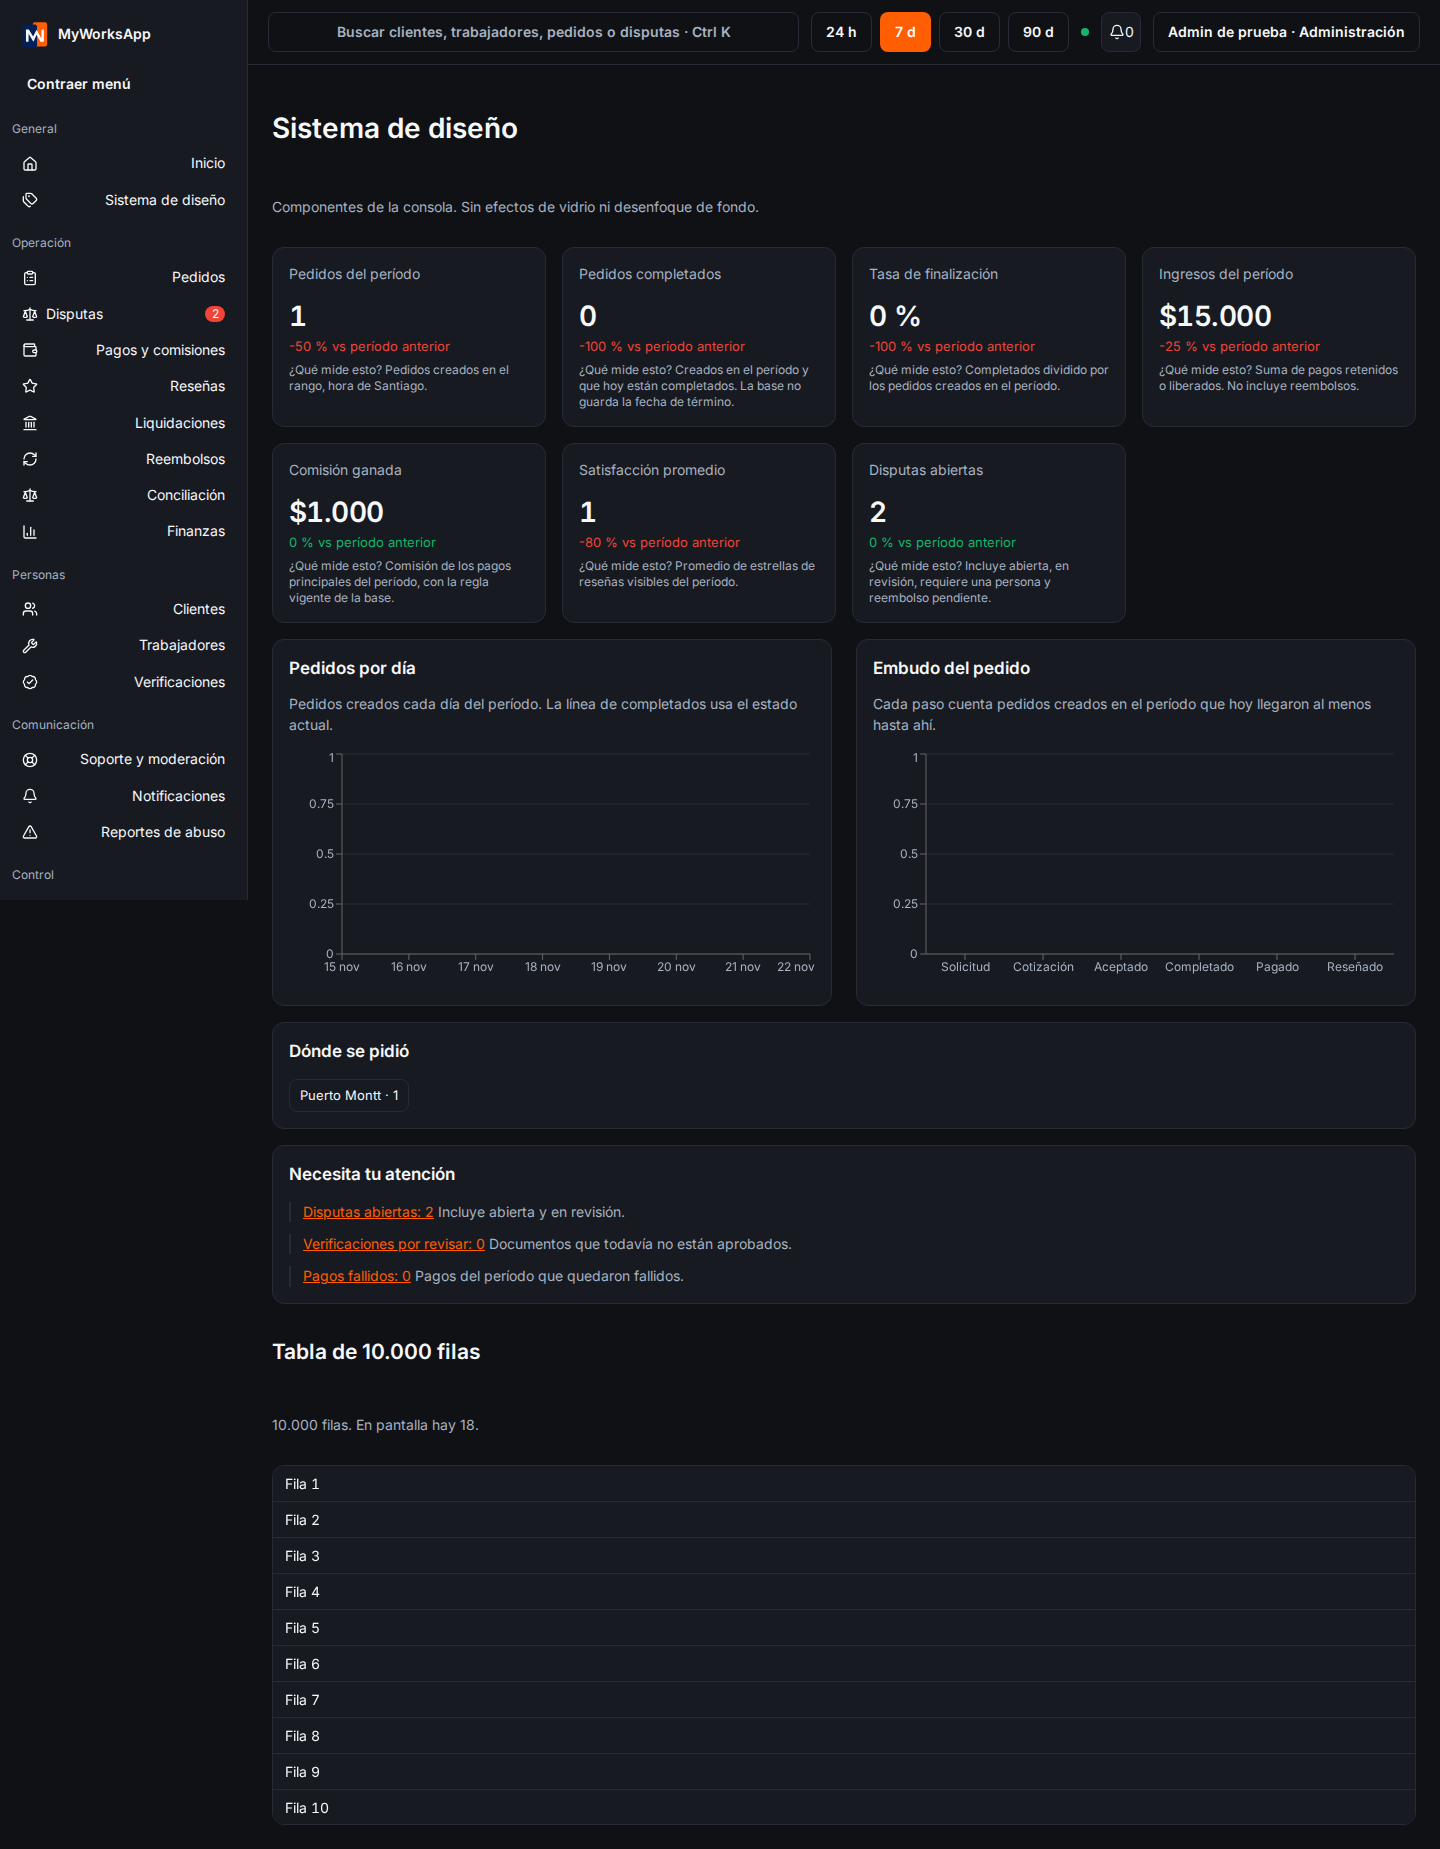 MyWorksApp
Contraer menú
General
Inicio
Sistema de diseño
Operación
Pedidos
Disputas 2
Pagos y comisiones
Reseñas
Liquidaciones
Reembolsos
Conciliación
Finanzas
Personas
Clientes
Trabajadores
Verificaciones
Comunicación
Soporte y moderación
Notificaciones
Reportes de abuso
Control
Buscar clientes, trabajadores, pedidos o disputas · Ctrl K
24 h
7 d
30 d
90 d
0
Admin de prueba · Administración
Sistema de diseño
Componentes de la consola. Sin efectos de vidrio ni desenfoque de fondo.
Pedidos del período
1
-50 % vs período anterior
¿Qué mide esto? Pedidos creados en el
rango, hora de Santiago.
Pedidos completados
0
-100 % vs período anterior
¿Qué mide esto? Creados en el período y
que hoy están completados. La base no
guarda la fecha de término.
Tasa de finalización
0 %
-100 % vs período anterior
¿Qué mide esto? Completados dividido por
los pedidos creados en el período.
Ingresos del período
$15.000
-25 % vs período anterior
¿Qué mide esto? Suma de pagos retenidos
o liberados. No incluye reembolsos.
Comisión ganada
$1.000
0 % vs período anterior
¿Qué mide esto? Comisión de los pagos
principales del período, con la regla
vigente de la base.
Satisfacción promedio
1
-80 % vs período anterior
¿Qué mide esto? Promedio de estrellas de
reseñas visibles del período.
Disputas abiertas
2
0 % vs período anterior
¿Qué mide esto? Incluye abierta, en
revisión, requiere una persona y
reembolso pendiente.
Pedidos por día
Pedidos creados cada día del período. La línea de completados usa el estado
actual.
1
0.75
0.5
0.25
0
15 nov 16 nov 17 nov 18 nov 19 nov 20 nov 21 nov 22 nov
Embudo del pedido
Cada paso cuenta pedidos creados en el período que hoy llegaron al menos
hasta ahí.
1
0.75
0.5
0.25
0
Solicitud Cotización Aceptado Completado Pagado Reseñado
Dónde se pidió
Puerto Montt · 1
Necesita tu atención
Disputas abiertas: 2 Incluye abierta y en revisión.
Verificaciones por revisar: 0 Documentos que todavía no están aprobados.
Pagos fallidos: 0 Pagos del período que quedaron fallidos.
Tabla de 10.000 filas
10.000 filas. En pantalla hay 18.
Fila 1
Fila 2
Fila 3
Fila 4
Fila 5
Fila 6
Fila 7
Fila 8
Fila 9
Fila 10